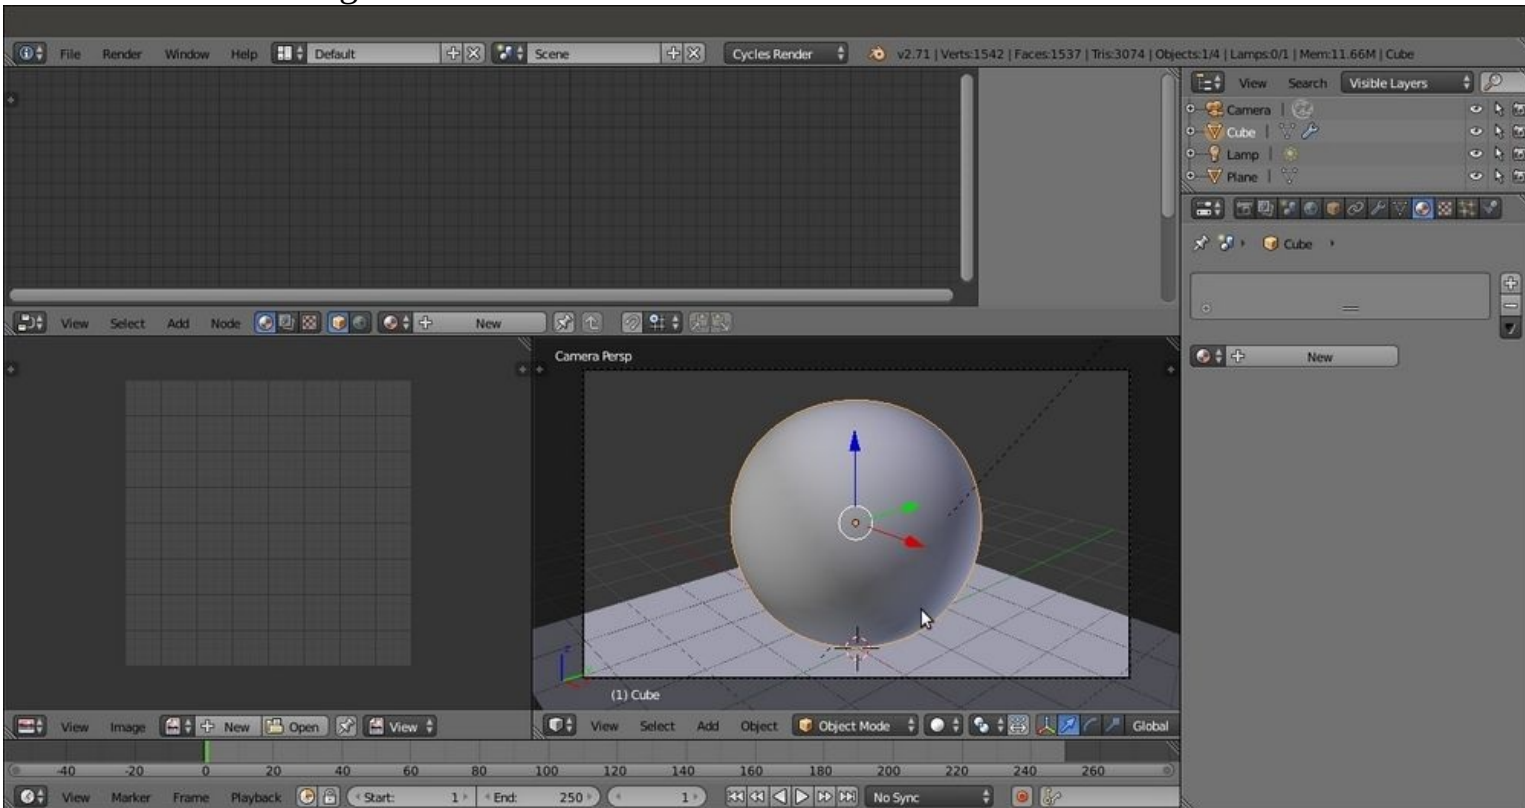 g
File Render Window Help Default Scene Cycles Render v2.71 | Verts:1542 | Faces:1537 | Tris:3074 | Objects:1/4 | Lamps:0/1 | Mem:11.66M | Cube
View Search Visible Layers
Camera
Cube
Lamp
Plane
Cube
View Select Add Node New
New
Camera Persp
z
(1) Cube
View Image New Open View
View Select Add Object Object Mode Global
-40 -20 0 20 40 60 80 100 120 140 160 180 200 220 240 260
View Marker Frame Playback Start: 1 End: 250 1 No Sync